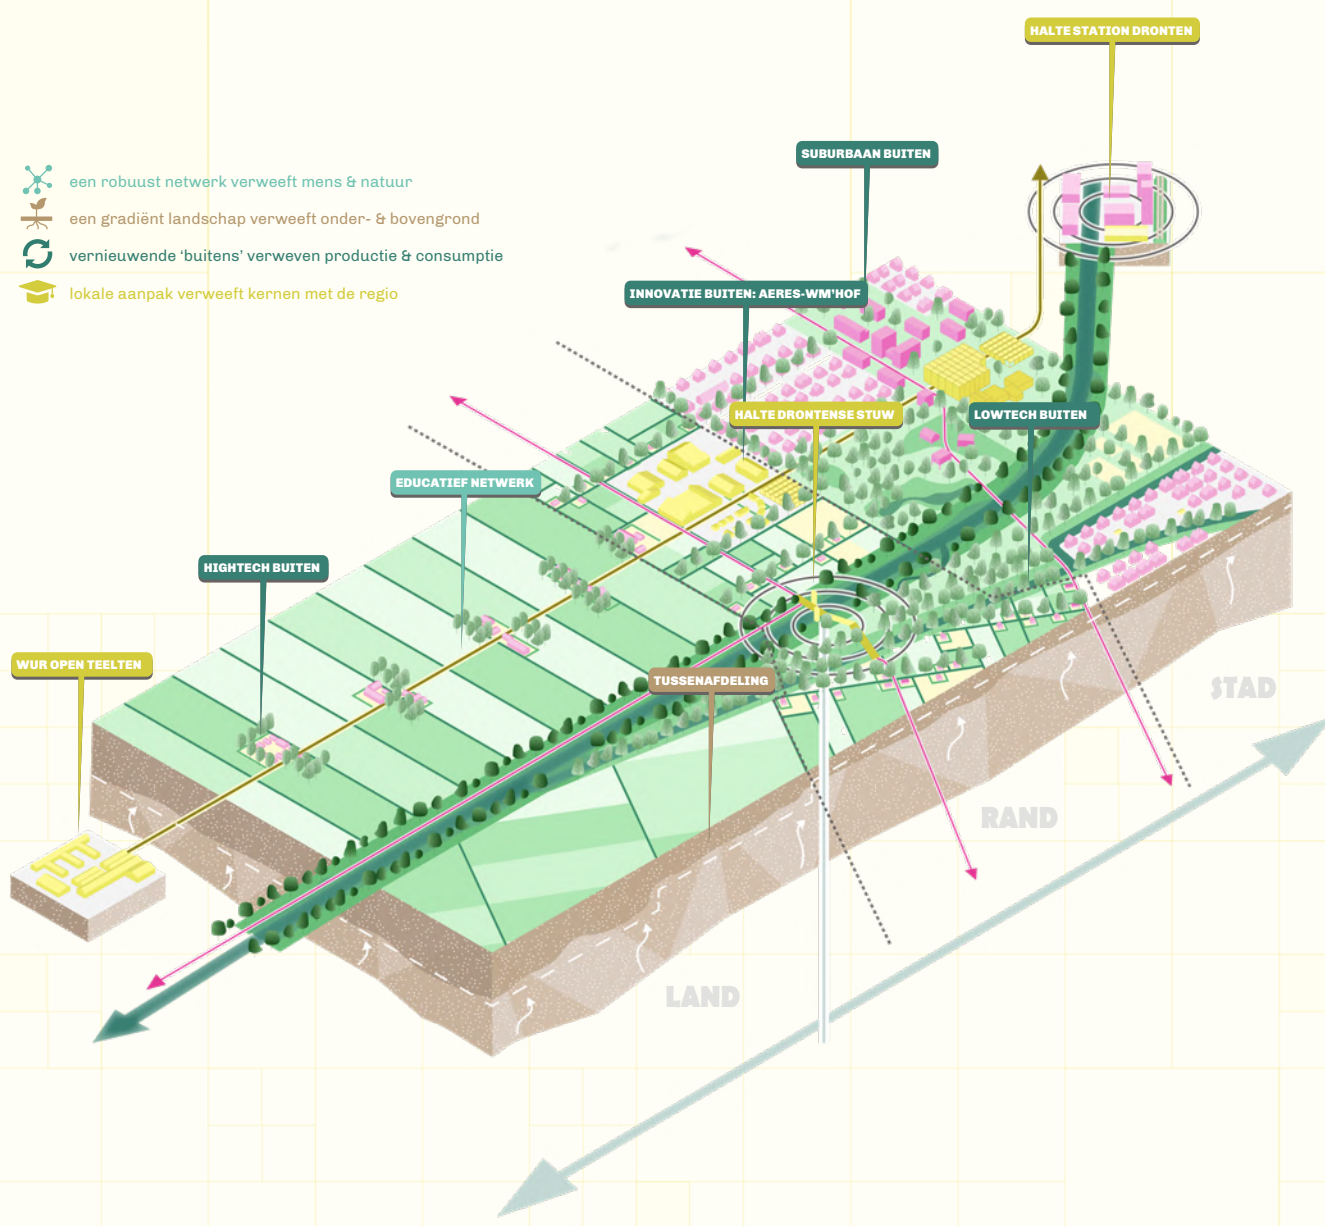 HALTE STATION DRONTEN
SUBURBAAN BUITEN
een robuust netwerk verweeft mens & natuur
een gradiënt landschap verweeft onder- & bovengrond
vernieuwende ‘buitens’ verweven productie & consumptie
lokale aanpak verweeft kernen met de regio
INNOVATIE BUITEN: AERES-WM'HOF
HALTE DRONTENSE STUW
LOWTECH BUITEN
EDUCATIEF NETWERK
HIGHTECH BUITEN
WUR OPEN TEELTEN
TUSSENAFDELING
STAD
RAND
LAND